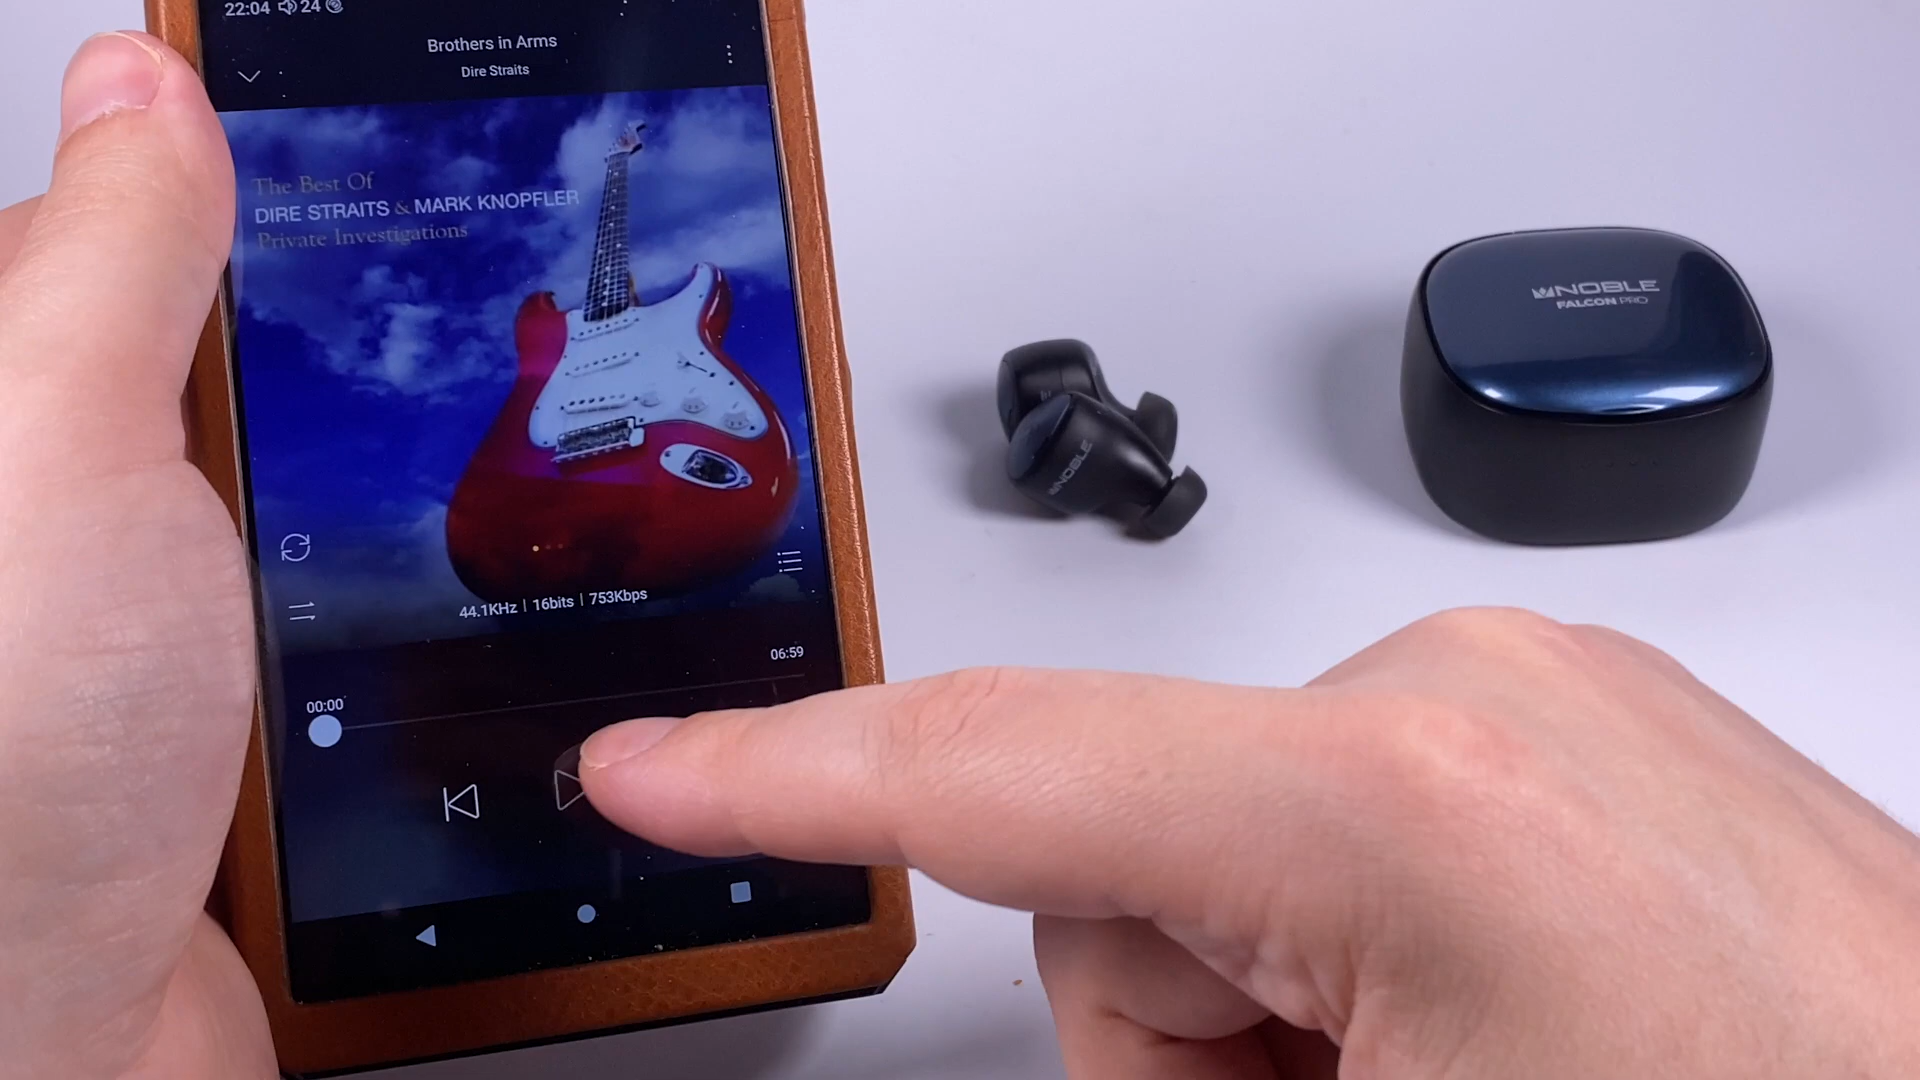 22:04 24
Brothers in Arms
Dire Straits
The Best Of
DIRE STRAITS & MARK KNOPFLER
Private Investigations
44.1KHz | 16bits | 753Kbps
06:59
00:00
NOBLE
NOBLE
FALCON PRO